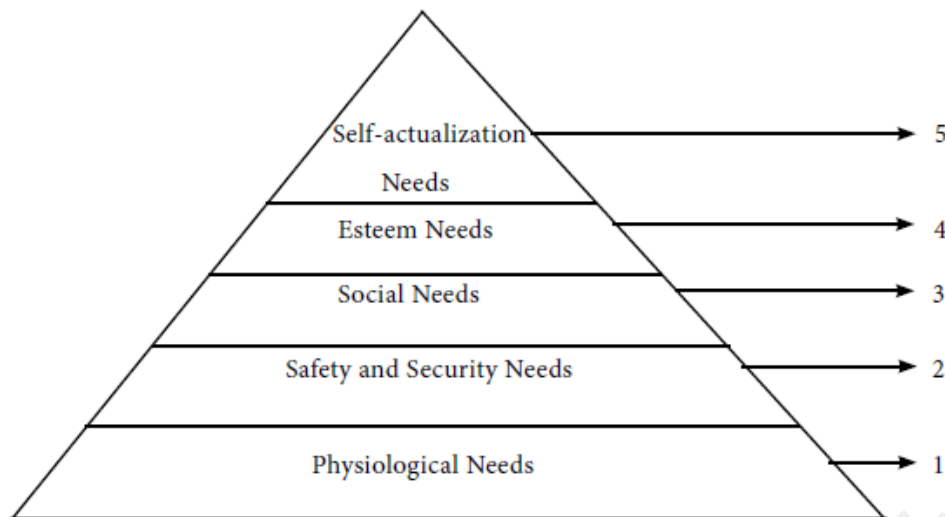 Self-actualization
5
Needs
Esteem Needs
4
Social Needs
3
Safety and Security Needs
2
Physiological Needs
1